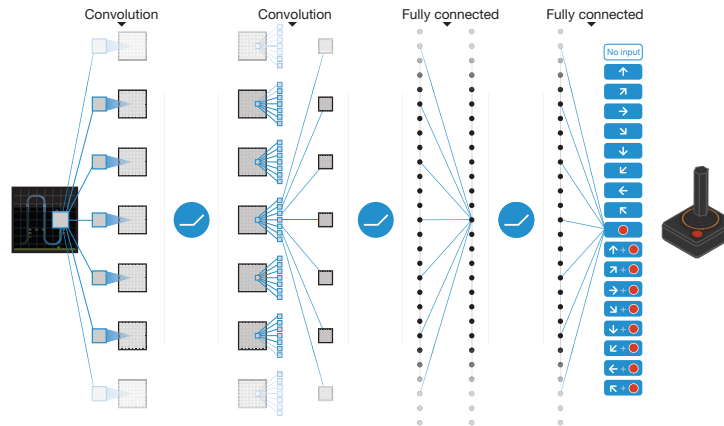 Convolution
Convolution
Fully connected
Fully connected
No input
+
+
+
+
+
+
+
+